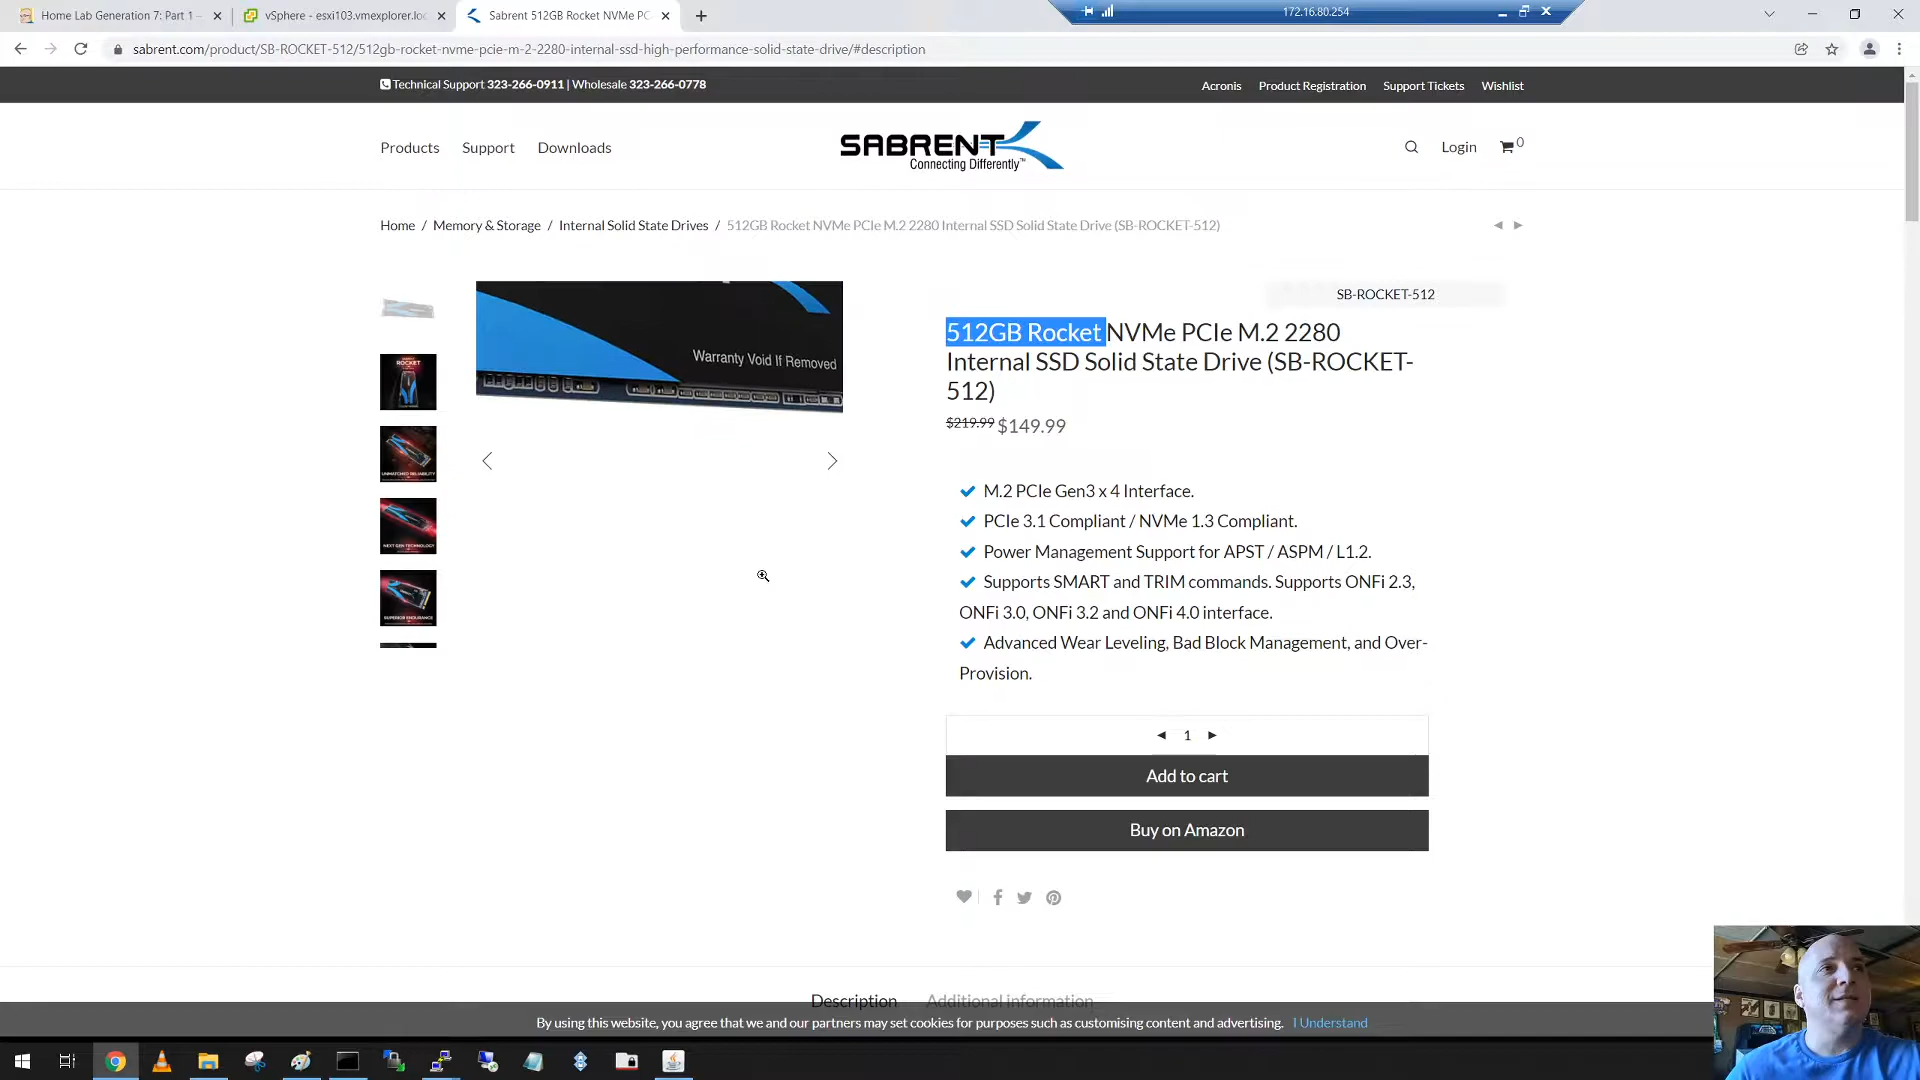 Home Lab Generation 7: Part 1 –
vSphere - esxi103.vmexplorer.loc
Sabrent 512GB Rocket NVMe PC
172.16.80.254
sabrent.com/product/SB-ROCKET-512/512gb-rocket-nvme-pcie-m-2-2280-internal-ssd-high-performance-solid-state-drive/#description
Technical Support 323-266-0911 | Wholesale 323-266-0778
Acronis Product Registration Support Tickets Wishlist
Products Support Downloads
SABRENT
Connecting Differently™
Login 0
Home / Memory & Storage / Internal Solid State Drives / 512GB Rocket NVMe PCIe M.2 2280 Internal SSD Solid State Drive (SB-ROCKET-512)
SB-ROCKET-512
ROCKET
UNMATCHED RELIABILITY
NEXT GEN TECHNOLOGY
SUPERIOR ENDURANCE
Warranty Void If Removed
512GB Rocket NVMe PCIe M.2 2280
Internal SSD Solid State Drive (SB-ROCKET-
512)
$219.99 $149.99
M.2 PCIe Gen3 x 4 Interface.
PCIe 3.1 Compliant / NVMe 1.3 Compliant.
Power Management Support for APST / ASPM / L1.2.
Supports SMART and TRIM commands. Supports ONFi 2.3,
ONFi 3.0, ONFi 3.2 and ONFi 4.0 interface.
Advanced Wear Leveling, Bad Block Management, and Over-
Provision.
1
Add to cart
Buy on Amazon
Description Additional information
By using this website, you agree that we and our partners may set cookies for purposes such as customising content and advertising. I Understand